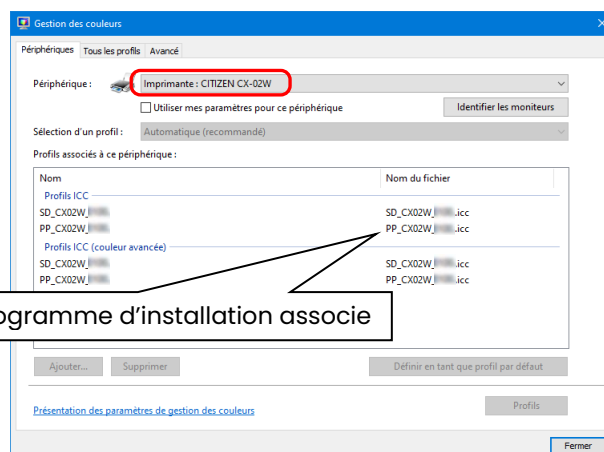 Gestion des couleurs
Périphériques Tous les profils Avancé
Périphérique : Imprimante : CITIZEN CX-02W
Utiliser mes paramètres pour ce périphérique Identifier les moniteurs
Sélection d'un profil : Automatique (recommandé)
Profils associés à ce périphérique :
Nom Nom du fichier
Profils ICC
SD_CX02W_ SD_CX02W_ .icc
PP_CX02W_ PP_CX02W_ .icc
Profils ICC (couleur avancée)
SD_CX02W_ SD_CX02W_ .icc
PP_CX02W_ PP_CX02W_ .icc
ogramme d’installation associe
Ajouter... Supprimer Définir en tant que profil par défaut
Présentation des paramètres de gestion des couleurs Profils
Fermer